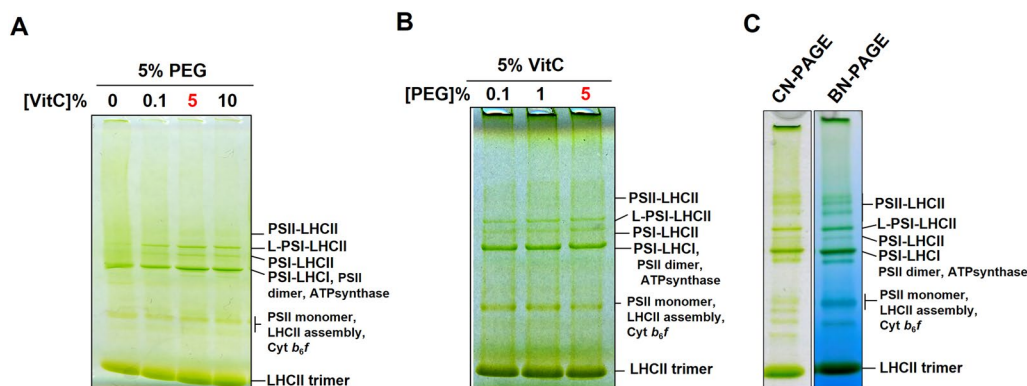 A
5% PEG
[VitC]% 0 0.1 5 10
PSII-LHCII
L-PSI-LHCII
PSI-LHCII
PSI-LHCI, PSII
dimer, ATPsynthase
PSII monomer,
LHCII assembly,
Cyt b6f
LHCII trimer
B
5% VitC
[PEG]% 0.1 1 5
PSII-LHCII
L-PSI-LHCII
PSI-LHCII
PSI-LHCI,
PSII dimer,
ATPsynthase
PSII monomer,
LHCII assembly,
Cyt b6f
LHCII trimer
C
CN-PAGE
BN-PAGE
PSII-LHCII
L-PSI-LHCII
PSI-LHCII
PSI-LHCI
PSII dimer, ATPsynthase
PSII monomer,
LHCII assembly,
Cyt b6f
LHCII trimer